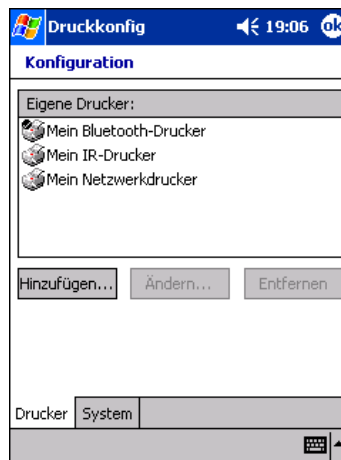 Druckkonfig 19:06 ok
Konfiguration
Eigene Drucker:
Mein Bluetooth-Drucker
Mein IR-Drucker
Mein Netzwerkdrucker
Hinzufügen... Ändern... Entfernen
Drucker System